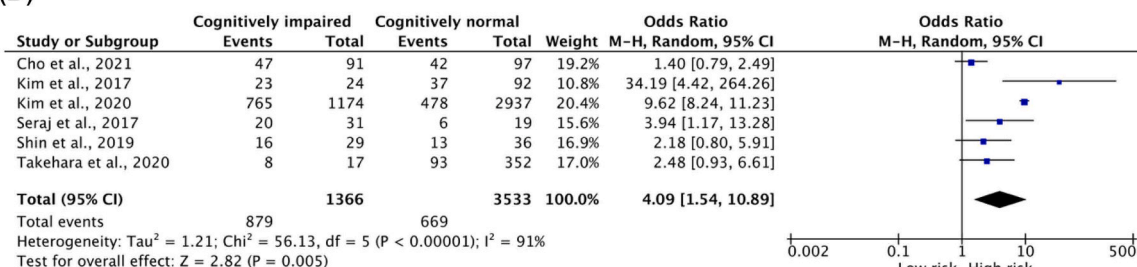 Cognitively impaired Cognitively normal Odds Ratio Odds Ratio
Study or Subgroup Events Total Events Total Weight M-H, Random, 95% CI M-H, Random, 95% CI
Cho et al., 2021 47 91 42 97 19.2% 1.40 [0.79, 2.49]
Kim et al., 2017 23 24 37 92 10.8% 34.19 [4.42, 264.26]
Kim et al., 2020 765 1174 478 2937 20.4% 9.62 [8.24, 11.23]
Seraj et al., 2017 20 31 6 19 15.6% 3.94 [1.17, 13.28]
Shin et al., 2019 16 29 13 36 16.9% 2.18 [0.80, 5.91]
Takehara et al., 2020 8 17 93 352 17.0% 2.48 [0.93, 6.61]
Total (95% CI) 1366 3533 100.0% 4.09 [1.54, 10.89]
Total events 879 669
Heterogeneity: Tau² = 1.21; Chi² = 56.13, df = 5 (P < 0.00001); I² = 91%
Test for overall effect: Z = 2.82 (P = 0.005)
0.002 0.1 1 10 500
Low risk High risk